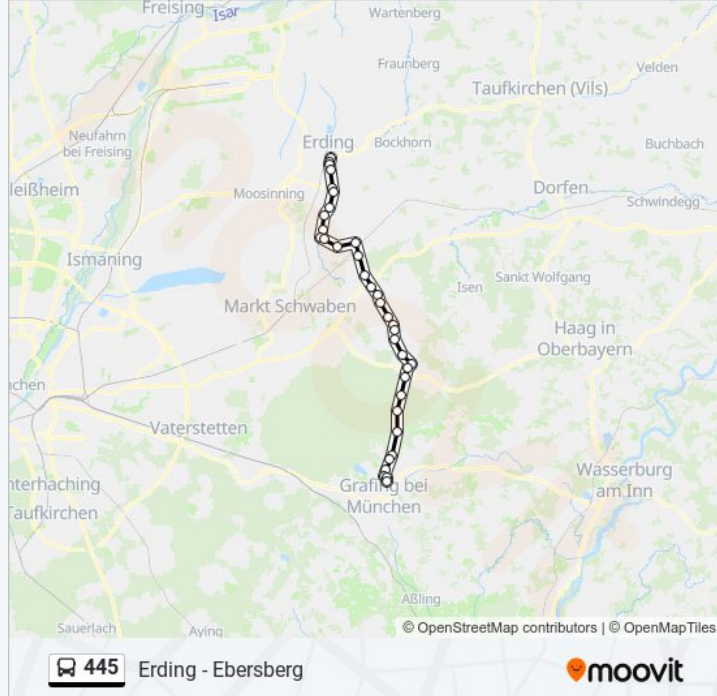 Freising
Isar
Wartenberg
Fraunberg
Velden
Taufkirchen (Vils)
Neufahrn
bei Freising
Erding
Bockhorn
Buchbach
leißheim
Moosinning
Dorfen
Schwindegg
Ismaning
Isen
Sankt Wolfgang
Markt Schwaben
Haag in
Oberbayern
chen
Vaterstetten
nterhaching
Taufkirchen
Grafing bei
München
Wasserburg
am Inn
Aßling
Sauerlach
Aying
© OpenStreetMap contributors | © OpenMapTiles
445 Erding - Ebersberg
moovit